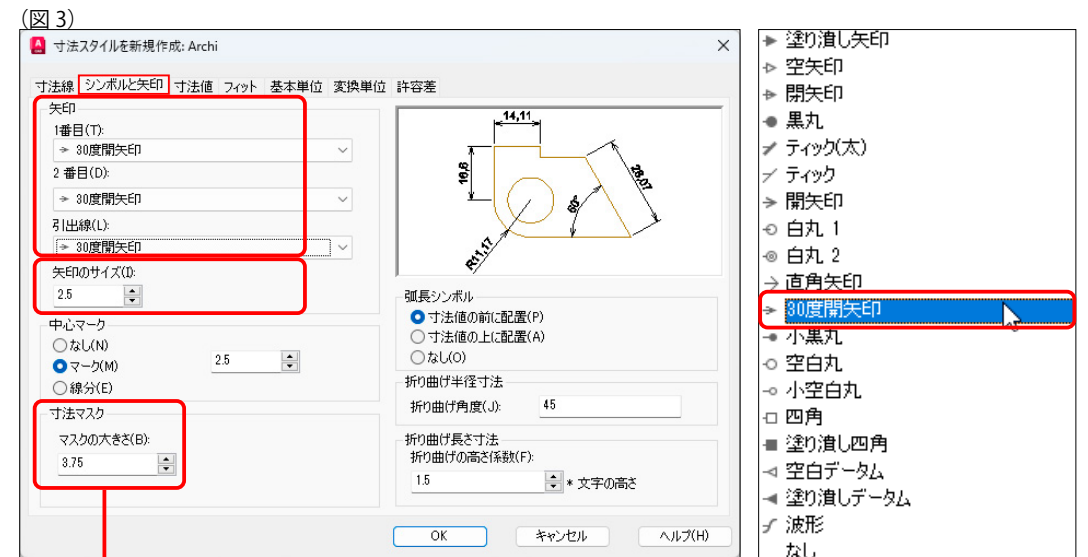 (図 3)
寸法スタイルを新規作成: Archi
寸法線 シンボルと矢印 寸法値 フィット 基本単位 変換単位 許容差
矢印
1番目(T):
30度開矢印
2 番目(D):
30度開矢印
引出線(L):
30度開矢印
矢印のサイズ(I):
2.5
中心マーク
なし(N)
マーク(M)
2.5
線分(E)
寸法マスク
マスクの大きさ(B):
3.75
14,11
16,6
28,07
60°
R11,17
弧長シンボル
寸法値の前に配置(P)
寸法値の上に配置(A)
なし(O)
折り曲げ半径寸法
折り曲げ角度(J):
45
折り曲げ長さ寸法
折り曲げの高さ係数(F):
1.5
* 文字の高さ
OK キャンセル ヘルプ(H)
塗り潰し矢印
空矢印
開矢印
黒丸
ティック(太)
ティック
開矢印
白丸 1
白丸 2
直角矢印
30度開矢印
小黒丸
空白丸
小空白丸
四角
塗り潰し四角
空白データム
塗り潰しデータム
波形
なし